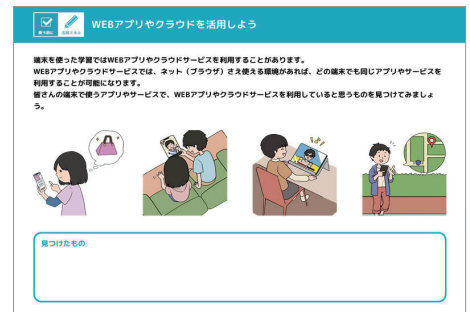 WEBアプリやクラウドを活用しよう
端末を使った学習ではWEBアプリやクラウドサービスを利用することがあります。
WEBアプリやクラウドサービスでは、ネット（ブラウザ）さえ使える環境があれば、どの端末でも同じアプリやサービスを
利用することが可能になります。
皆さんの端末で使うアプリやサービスで、WEBアプリやクラウドサービスを利用していると思うものを見つけてみましょ
う。
見つけたもの